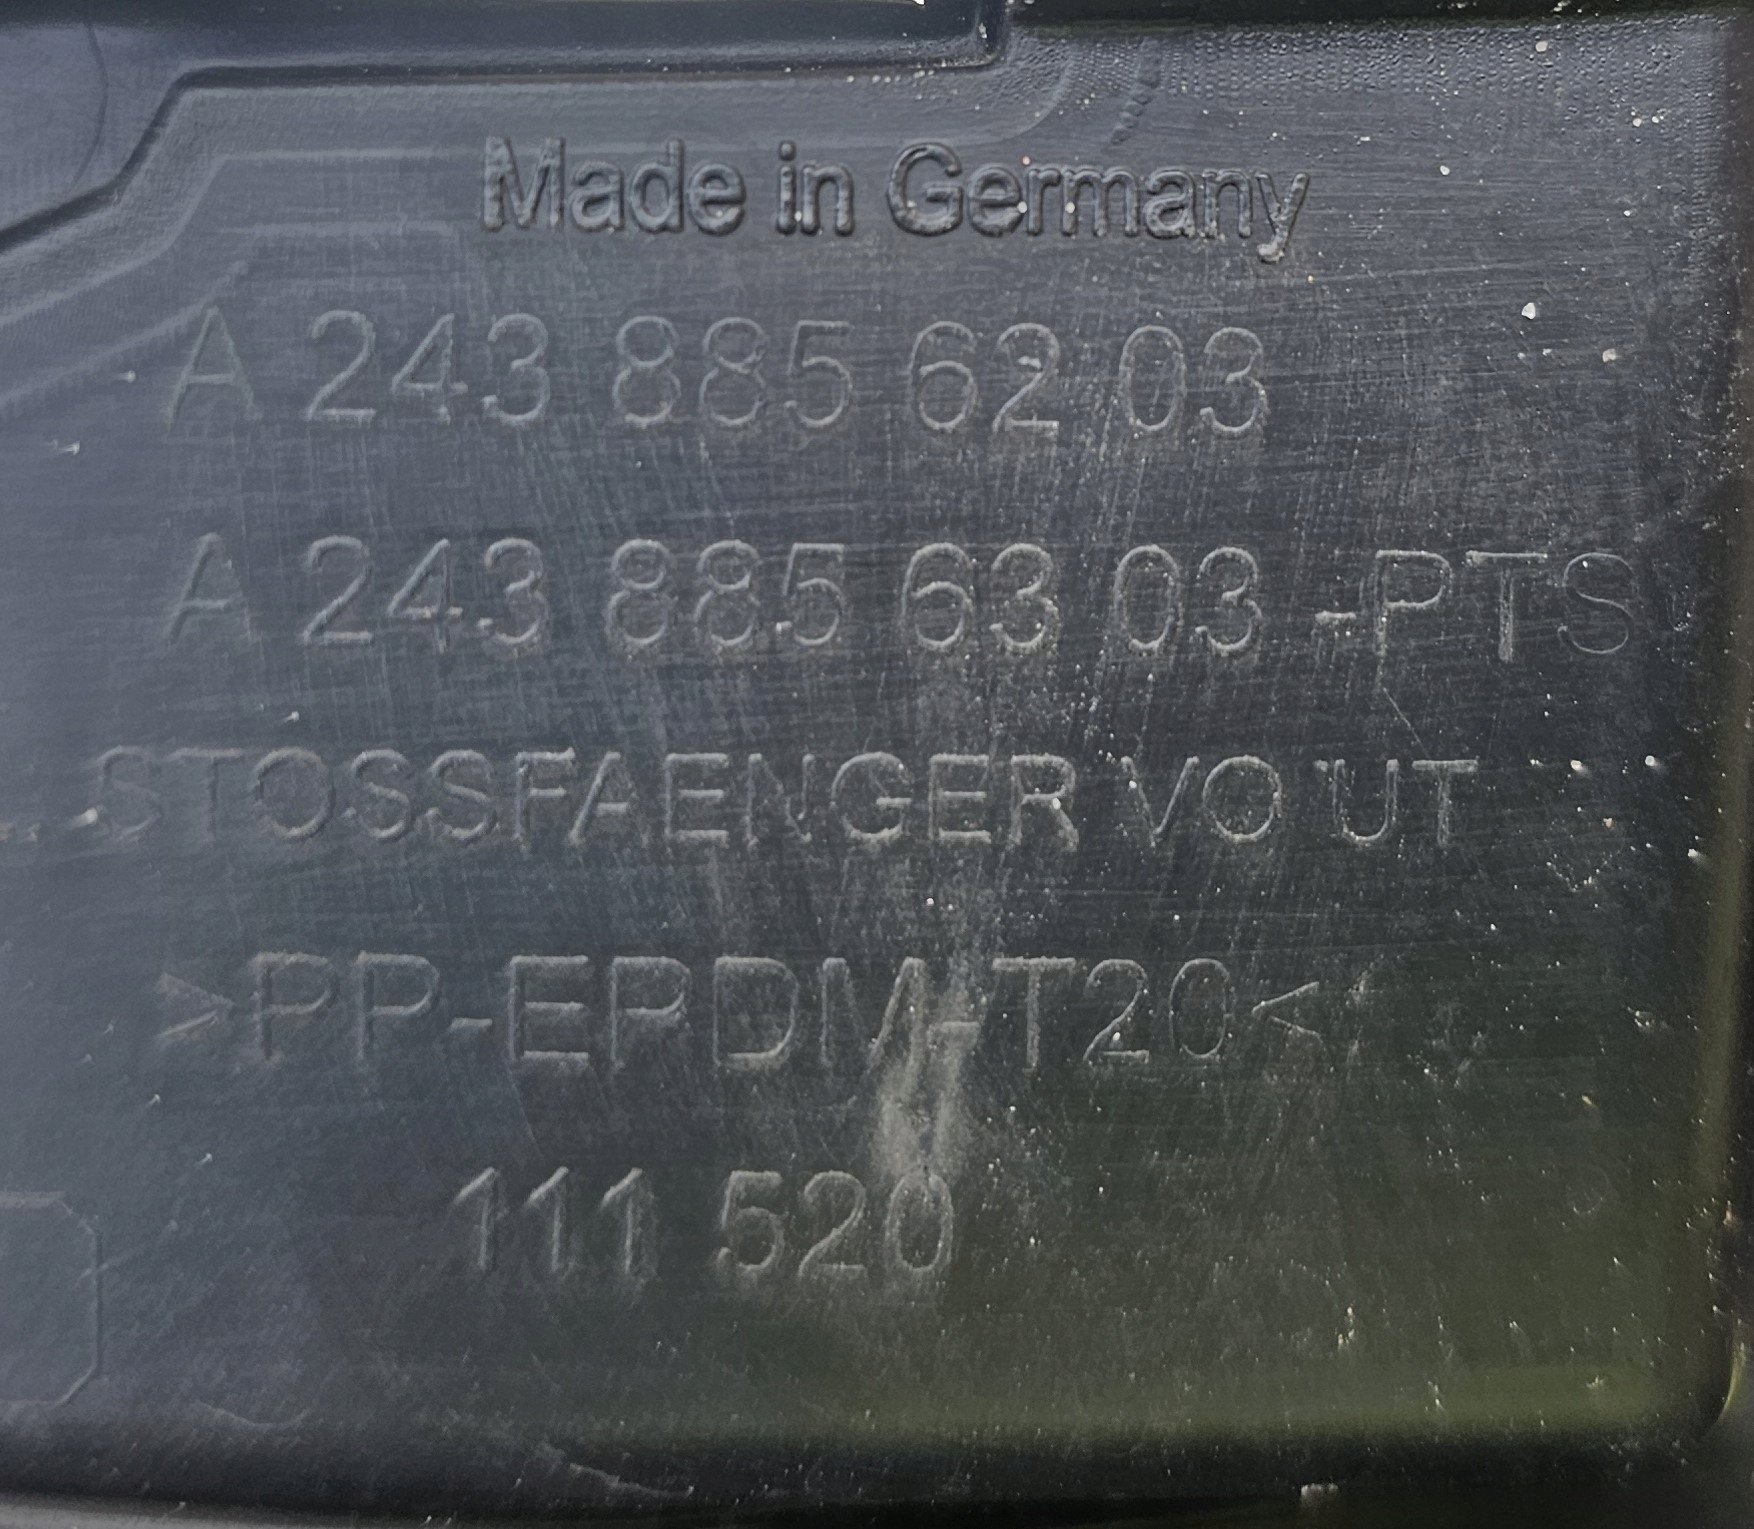 Made in Germany
A 243 885 62 03
A 243 885 63 03 -PTS
STOSSFAENGER VO UT
>PP-EPDM-T20<
111 520